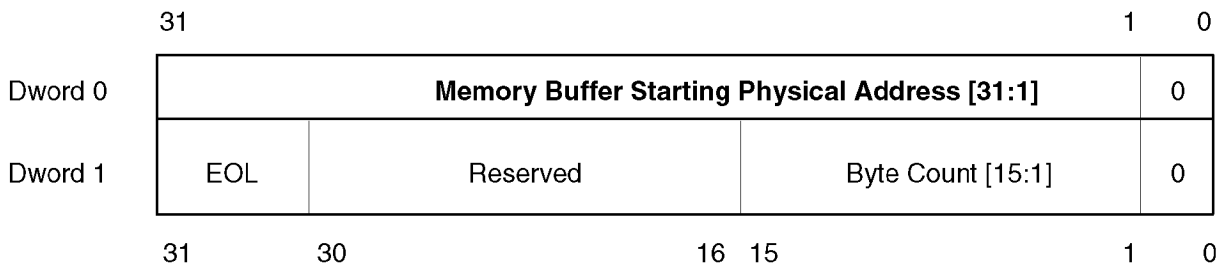 31 1 0
Dword 0 Memory Buffer Starting Physical Address [31:1] 0
Dword 1 EOL Reserved Byte Count [15:1] 0
31 30 16 15 1 0